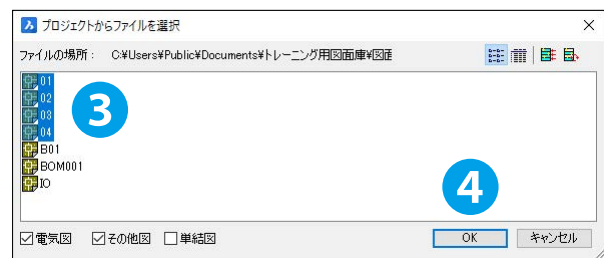 プロジェクトからファイルを選択
ファイルの場所： C:¥Users¥Public¥Documents¥トレーニング用図面庫¥図面
01
02
03
04
B01
BOM001
IO
3
4
電気図 その他図 単結図
OK キャンセル